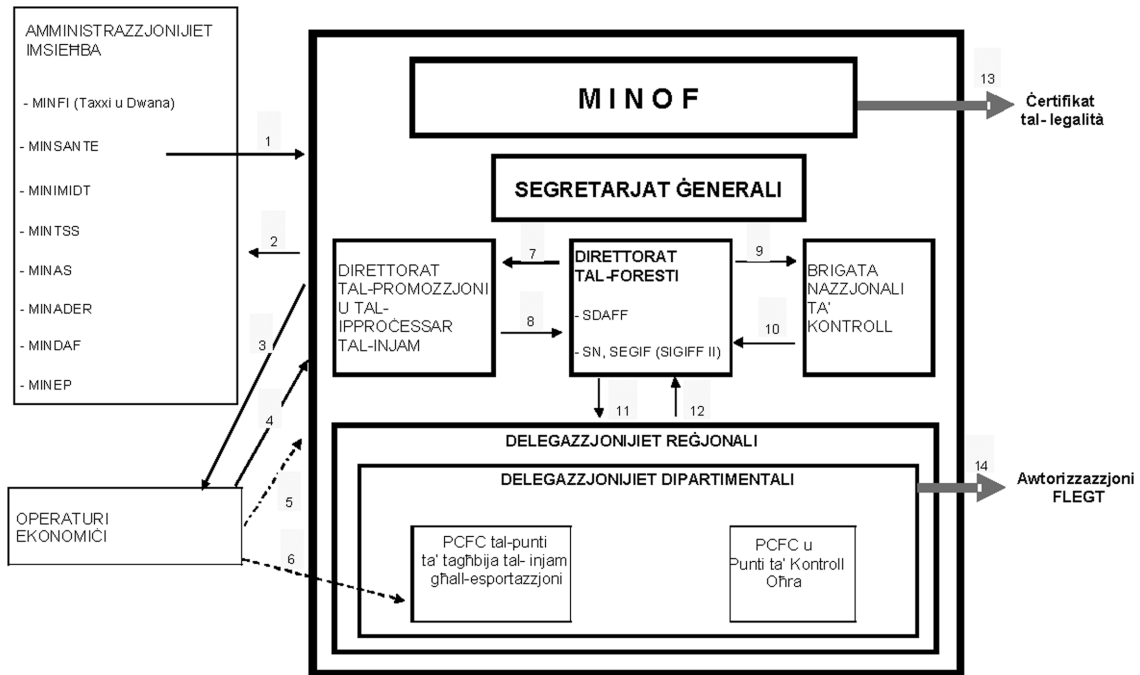 AMMINISTRAZZJONIJIET
IMSIEĦBA
- MINFI (Taxxi u Dwana)
- MINSANTE
- MINIMIDT
- MINTSS
- MINAS
- MINADER
- MINDAF
- MINEP
1
2
3
4
5
6
OPERATURI
EKONOMIĊI
MINOF
13
Ċertifikat
tal- legalità
SEGRETARJAT ĠENERALI
DIRETTORAT
TAL-PROMOZZJONI
U TAL-
IPPROĊESSAR
TAL-INJAM
7
8
DIRETTORAT
TAL-FORESTI
- SDAFF
- SN, SEGIF (SIGIFF II)
9
10
BRIGATA
NAZZJONALI
TA'
KONTROLL
11
12
DELEGAZZJONIJIET REĠJONALI
DELEGAZZJONIJIET DIPARTIMENTALI
14
Awtorizzazzjoni
FLEGT
PCFC tal-punti
ta' tagħbija tal- injam
għall-esportazzjoni
PCFC u
Punti ta' Kontroll
Oħra